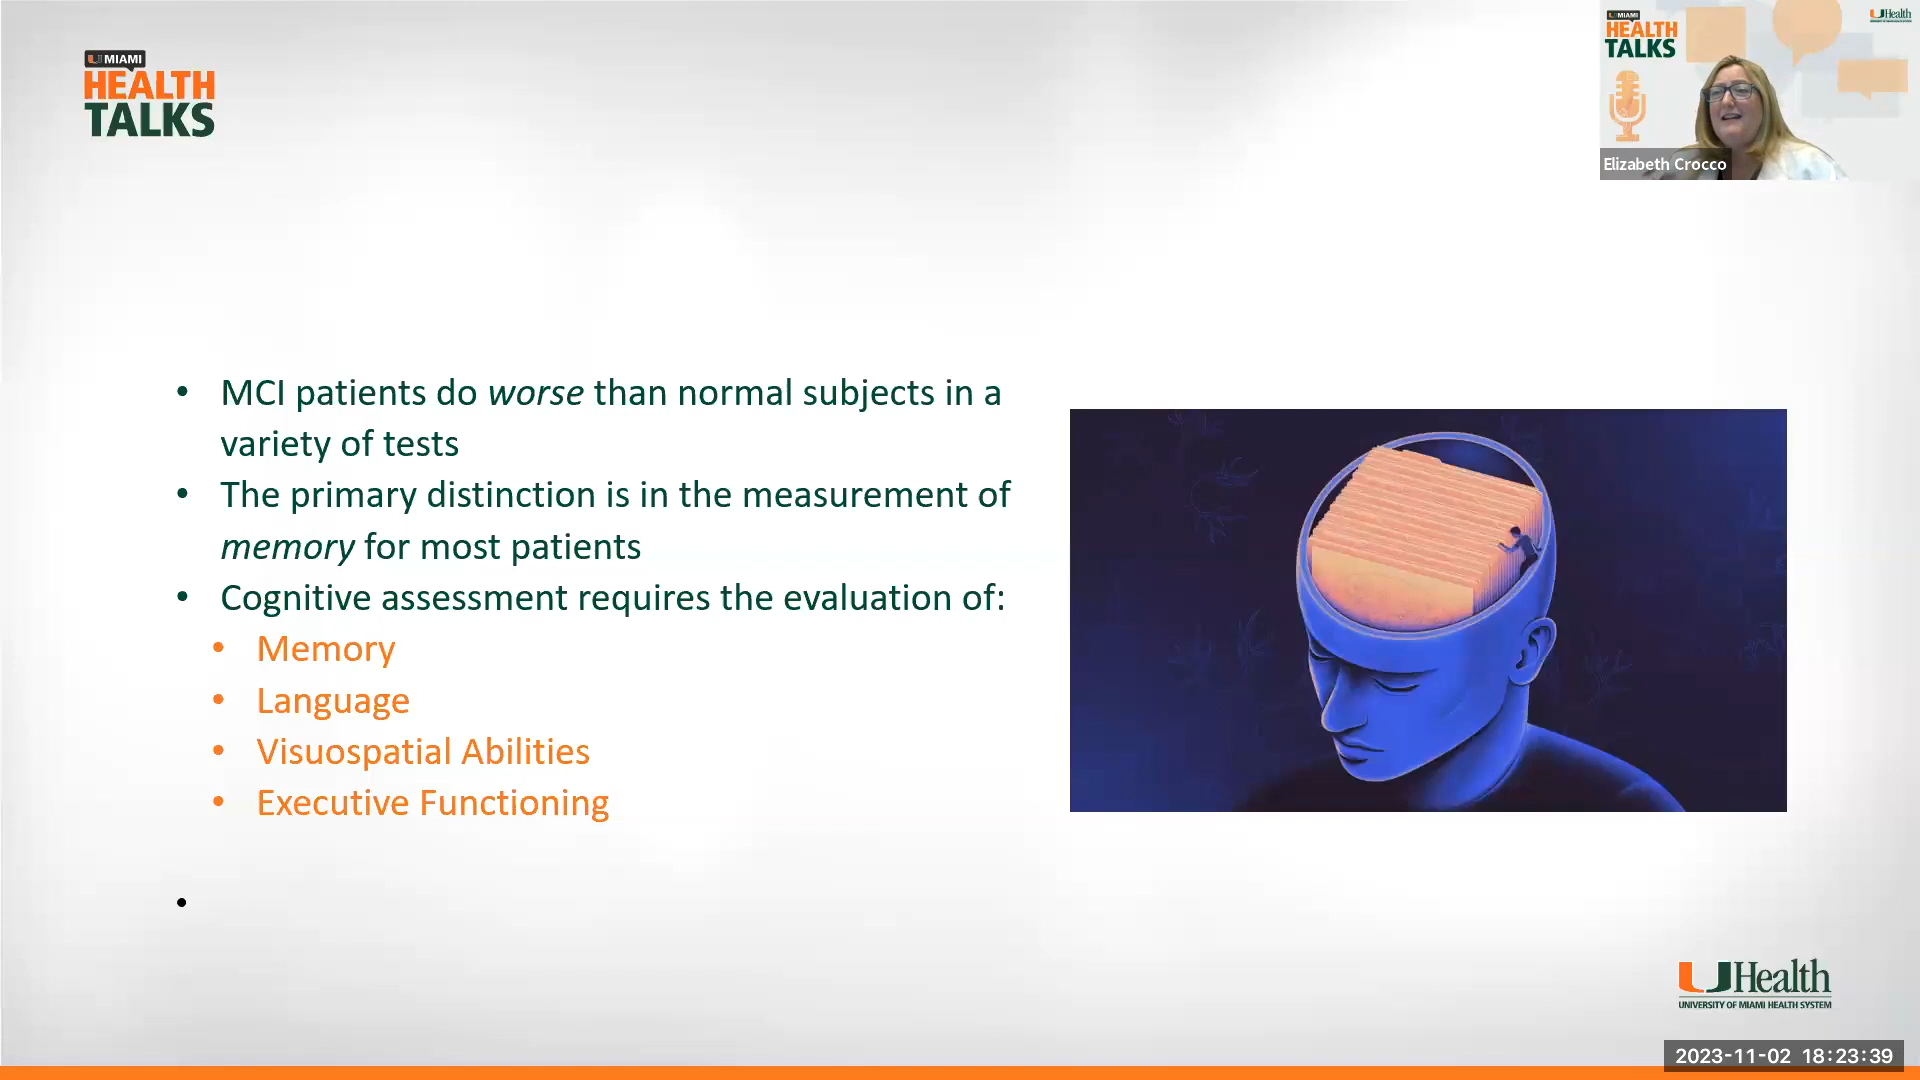 U MIAMI
HEALTH
TALKS
U MIAMI
HEALTH
TALKS
UHealth
Elizabeth Crocco
• MCI patients do worse than normal subjects in a
variety of tests
• The primary distinction is in the measurement of
memory for most patients
• Cognitive assessment requires the evaluation of:
• Memory
• Language
• Visuospatial Abilities
• Executive Functioning
•
UHealth
UNIVERSITY OF MIAMI HEALTH SYSTEM
2023-11-02 18:23:39